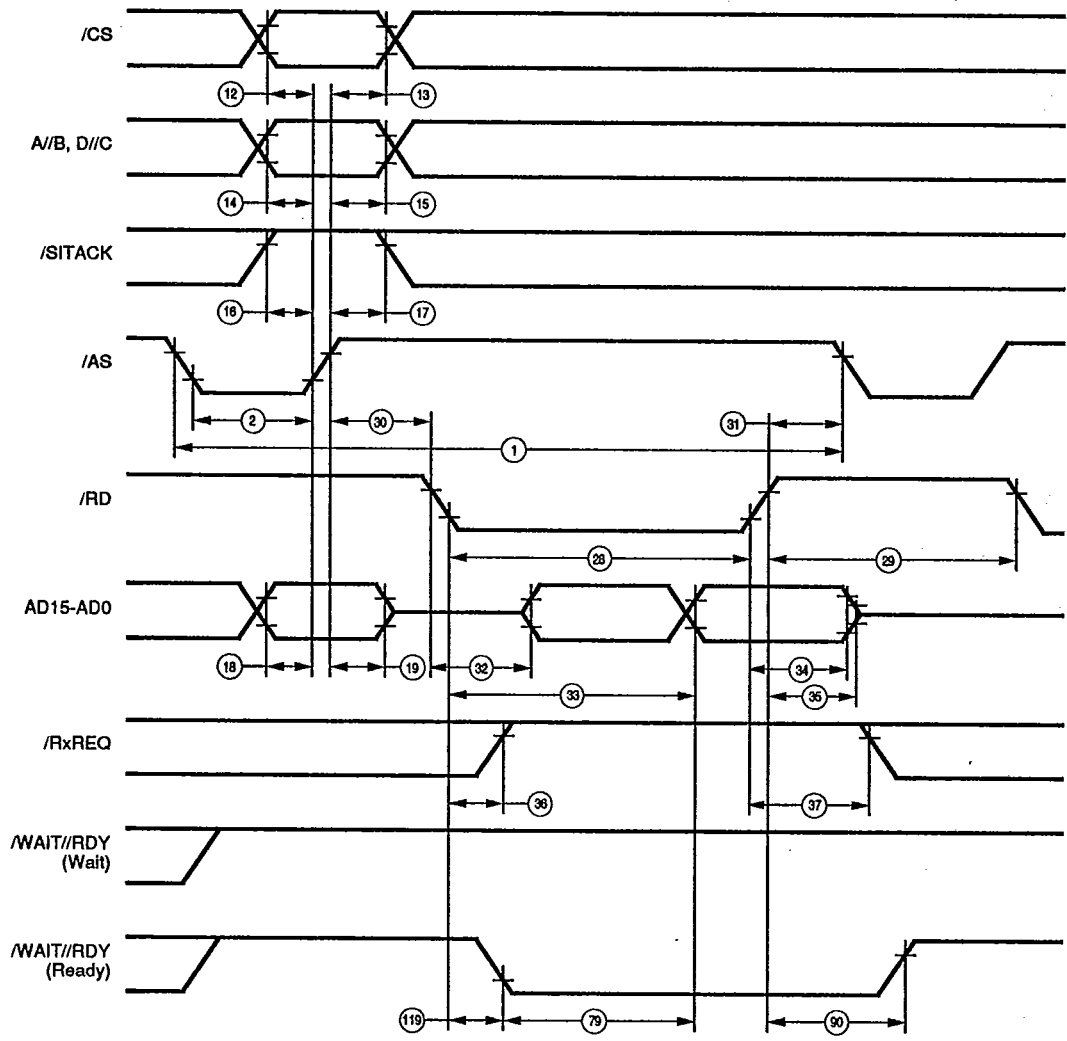 /CS
12 13
A//B, D//C
14 15
/SITACK
16 17
/AS
2 30 31
1
/RD
28 29
AD15-AD0
18 19 32 34
33 35
/RxREQ
36 37
/WAIT//RDY
(Wait)
/WAIT//RDY
(Ready)
119 79 90